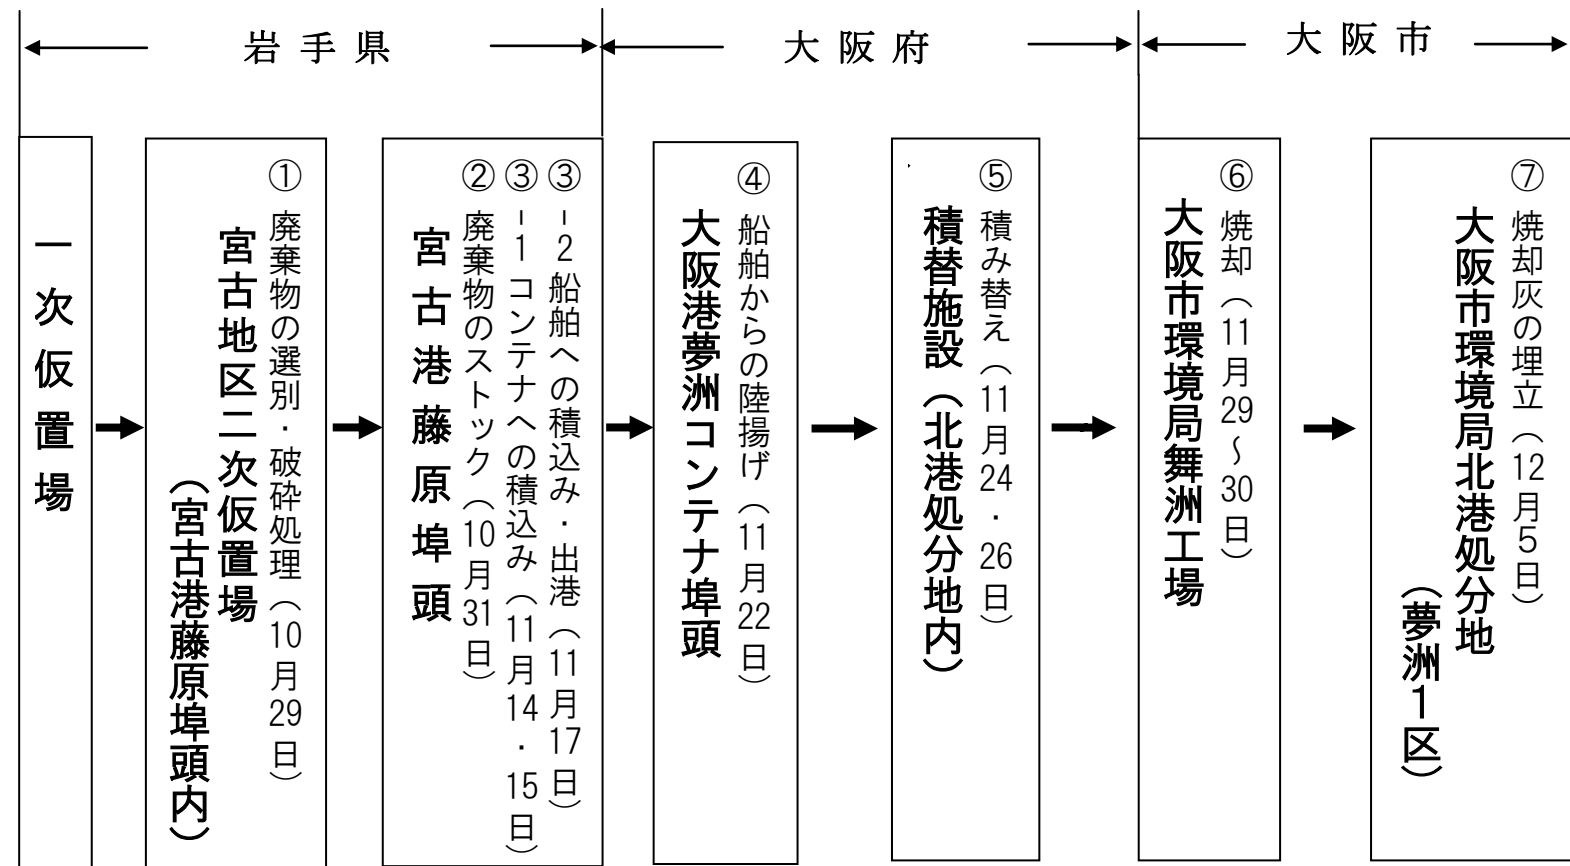 岩手県
大阪府
大阪市
一次仮置場
① 廃棄物の選別・破砕処理（10月29日）
宮古地区二次仮置場
（宮古港藤原埠頭内）
③-2 船舶への積込み・出港（11月17日）
③-1 コンテナへの積込み（11月14・15日）
② 廃棄物のストック（10月31日）
宮古港藤原埠頭
④ 船舶からの陸揚げ（11月22日）
大阪港夢洲コンテナ埠頭
⑤ 積み替え（11月24・26日）
積替施設（北港処分地内）
⑥ 焼却（11月29～30日）
大阪市環境局舞洲工場
⑦ 焼却灰の埋立（12月5日）
大阪市環境局北港処分地
（夢洲１区）